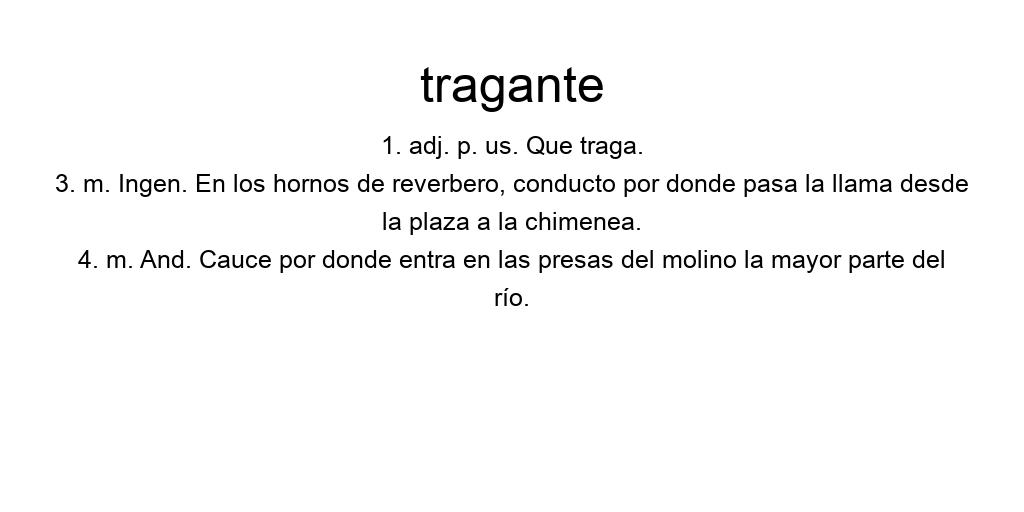 tragante
1. adj. p. us. Que traga.
3. m. Ingen. En los hornos de reverbero, conducto por donde pasa la llama desde
la plaza a la chimenea.
4. m. And. Cauce por donde entra en las presas del molino la mayor parte del
río.